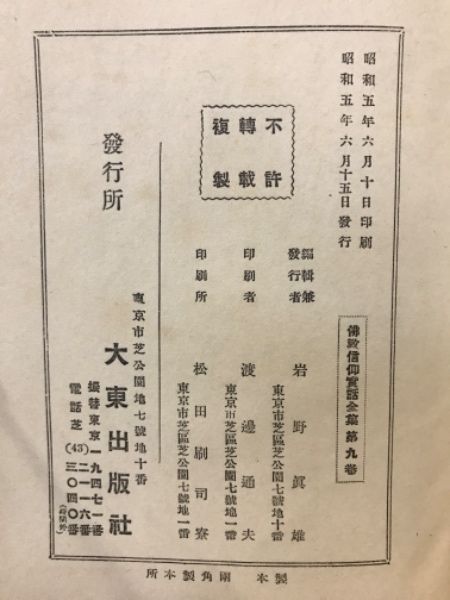 昭和五年六月十日印刷
昭和五年六月十五日發行
佛敎信仰實話全集 第九卷
不許
轉載
複製
編輯兼
發行者
岩野眞雄
東京市芝區芝公園七號地十番
印刷者
渡邊通夫
東京市芝區芝公園七號地一番
印刷所
松田刷司寮
東京市芝區芝公園七號地一番
發行所
東京市芝公園地七號地十番
大東出版社
振替東京一九四七一番
電話芝(43)二一一六番
三〇四〇番
製本 兩角製本所